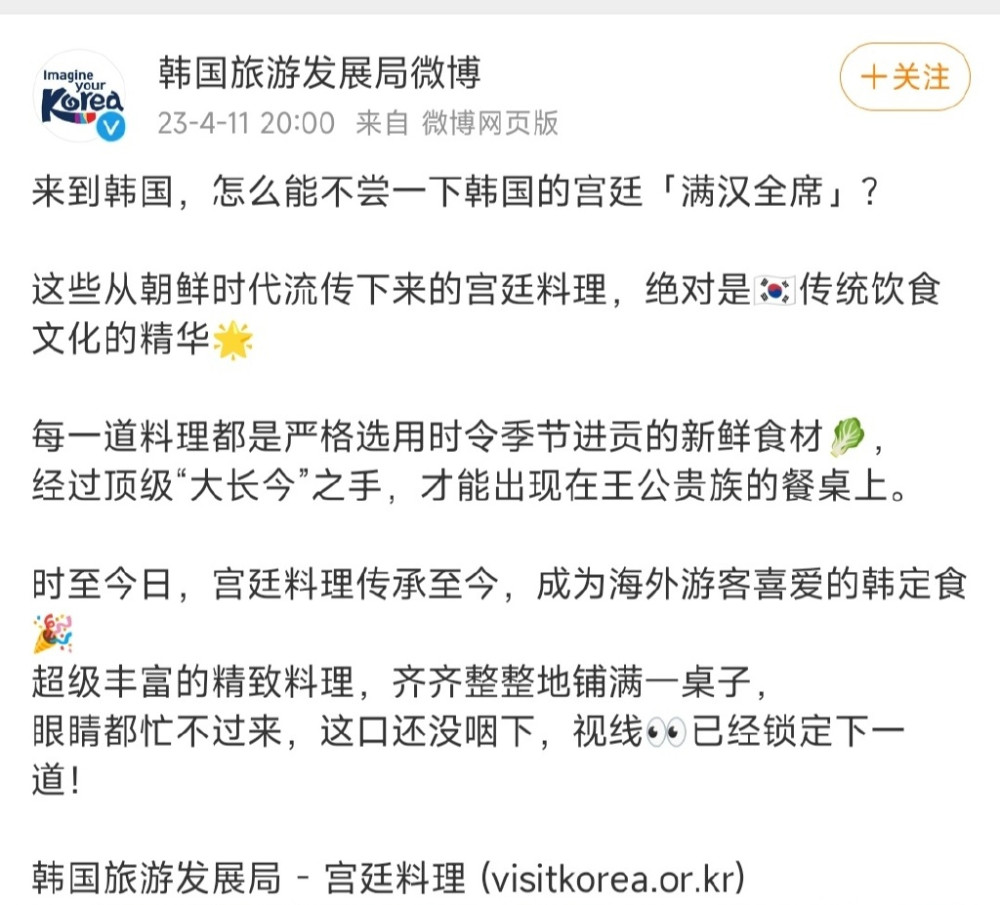 Imagine
your
Korea
韩国旅游发展局微博
＋关注
23-4-11 20:00 来自 微博网页版
来到韩国，怎么能不尝一下韩国的宫廷「满汉全席」？
这些从朝鲜时代流传下来的宫廷料理，绝对是🇰🇷传统饮食
文化的精华🌟
每一道料理都是严格选用时令季节进贡的新鲜食材🥬，
经过顶级“大长今”之手，才能出现在王公贵族的餐桌上。
时至今日，宫廷料理传承至今，成为海外游客喜爱的韩定食
🎉
超级丰富的精致料理，齐齐整整地铺满一桌子，
眼睛都忙不过来，这口还没咽下，视线👀已经锁定下一
道！
韩国旅游发展局 - 宫廷料理 (visitkorea.or.kr)